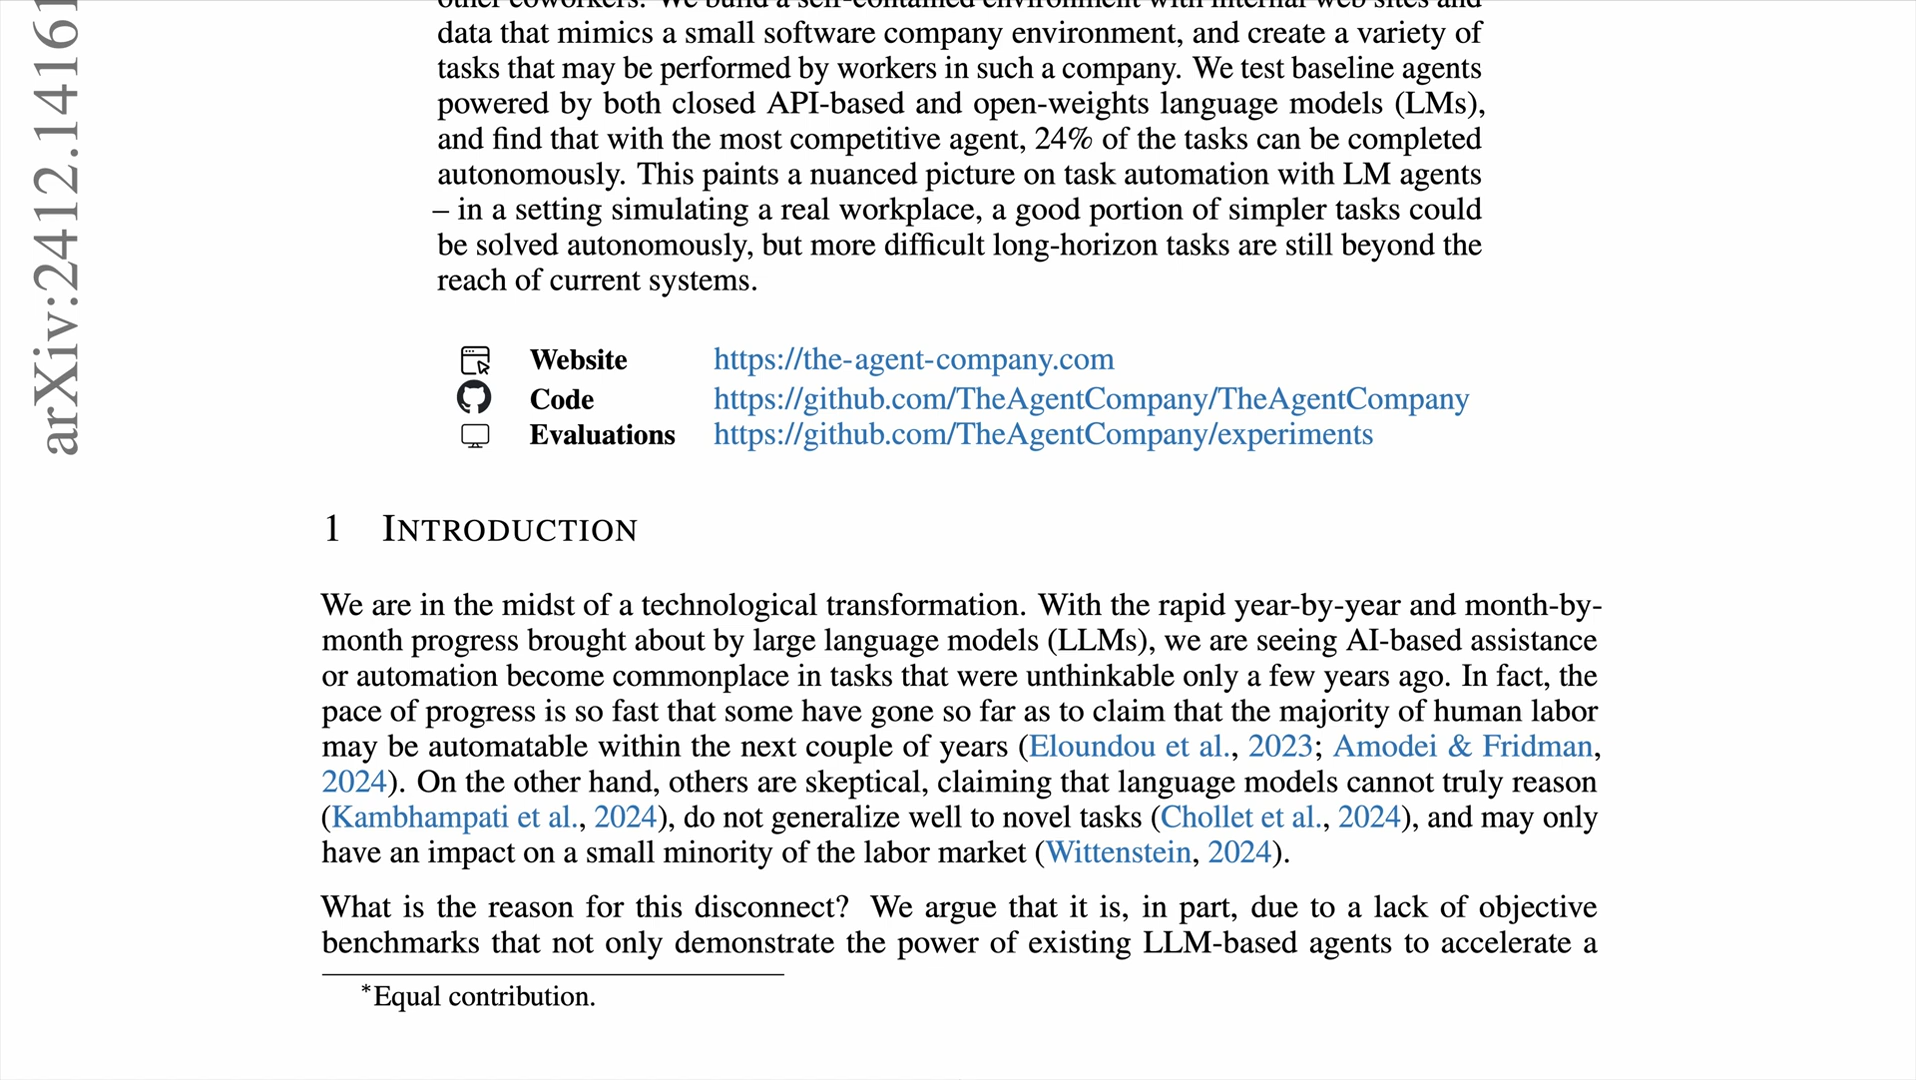 other coworkers. We build a self-contained environment with internal web sites and
data that mimics a small software company environment, and create a variety of
tasks that may be performed by workers in such a company. We test baseline agents
powered by both closed API-based and open-weights language models (LMs),
and find that with the most competitive agent, 24% of the tasks can be completed
autonomously. This paints a nuanced picture on task automation with LM agents
– in a setting simulating a real workplace, a good portion of simpler tasks could
be solved autonomously, but more difficult long-horizon tasks are still beyond the
reach of current systems.
Website https://the-agent-company.com
Code https://github.com/TheAgentCompany/TheAgentCompany
Evaluations https://github.com/TheAgentCompany/experiments
1 INTRODUCTION
We are in the midst of a technological transformation. With the rapid year-by-year and month-by-
month progress brought about by large language models (LLMs), we are seeing AI-based assistance
or automation become commonplace in tasks that were unthinkable only a few years ago. In fact, the
pace of progress is so fast that some have gone so far as to claim that the majority of human labor
may be automatable within the next couple of years (Eloundou et al., 2023; Amodei & Fridman,
2024). On the other hand, others are skeptical, claiming that language models cannot truly reason
(Kambhampati et al., 2024), do not generalize well to novel tasks (Chollet et al., 2024), and may only
have an impact on a small minority of the labor market (Wittenstein, 2024).
What is the reason for this disconnect? We argue that it is, in part, due to a lack of objective
benchmarks that not only demonstrate the power of existing LLM-based agents to accelerate a
*Equal contribution.
arXiv:2412.1416